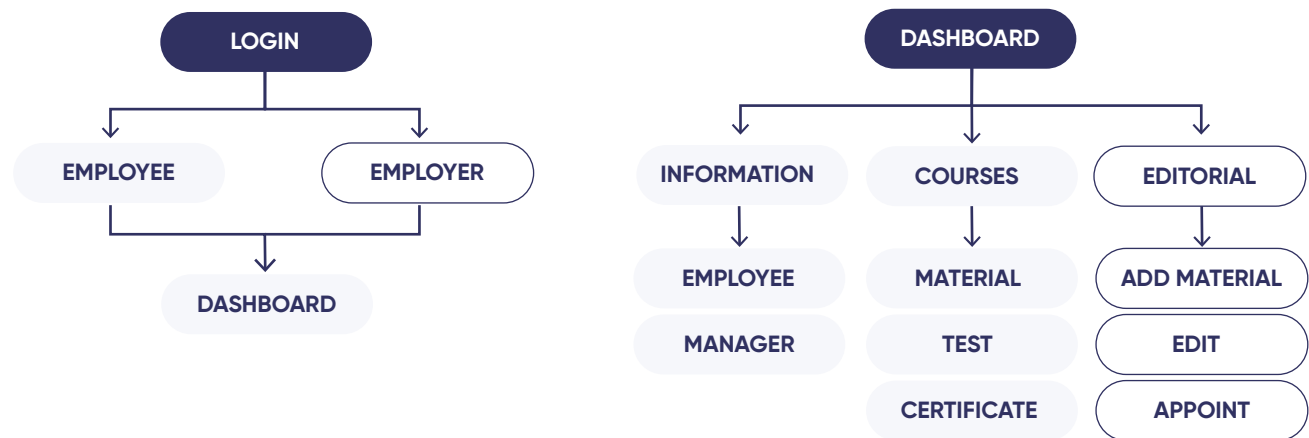 LOGIN
EMPLOYEE
EMPLOYER
DASHBOARD
DASHBOARD
INFORMATION
COURSES
EDITORIAL
EMPLOYEE
MATERIAL
ADD MATERIAL
MANAGER
TEST
EDIT
CERTIFICATE
APPOINT